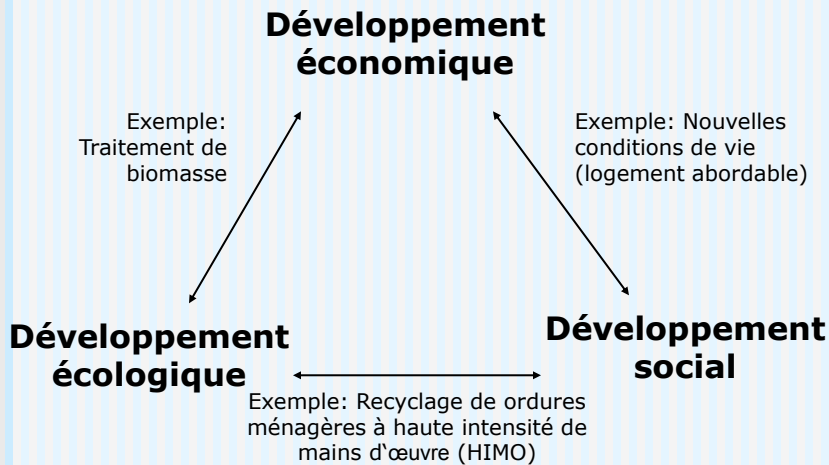 Développement
économique
Exemple:
Traitement de
biomasse
Exemple: Nouvelles
conditions de vie
(logement abordable)
Développement
écologique
Développement
social
Exemple: Recyclage de ordures
ménagères à haute intensité de
mains d‘œuvre (HIMO)